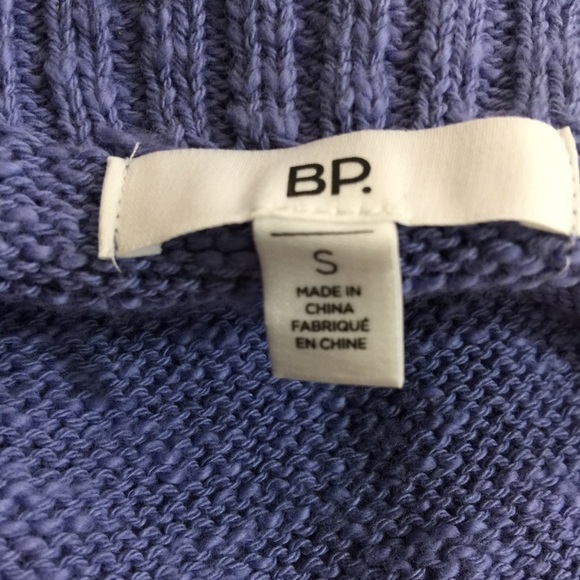 BP.
S
MADE IN
CHINA
FABRIQUÉ
EN CHINE